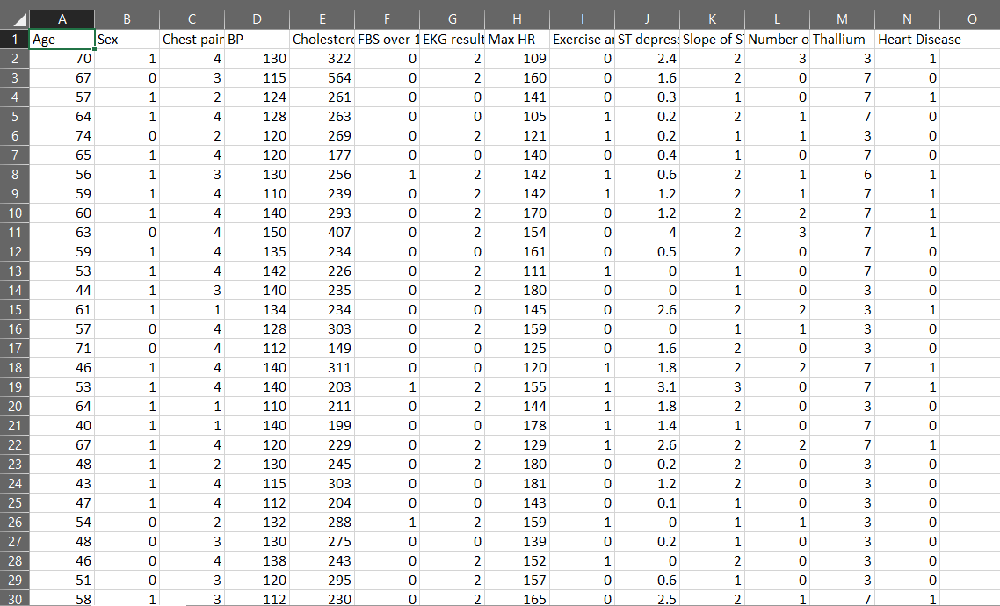 A B C D E F G H I J K L M N O
1 Age Sex Chest pain BP Cholestero FBS over 1 EKG result Max HR Exercise an ST depress Slope of ST Number o Thallium Heart Disease
2 70 1 4 130 322 0 2 109 0 2.4 2 3 3 1
3 67 0 3 115 564 0 2 160 0 1.6 2 0 7 0
4 57 1 2 124 261 0 0 141 0 0.3 1 0 7 1
5 64 1 4 128 263 0 0 105 1 0.2 2 1 7 0
6 74 0 2 120 269 0 2 121 1 0.2 1 1 3 0
7 65 1 4 120 177 0 0 140 0 0.4 1 0 7 0
8 56 1 3 130 256 1 2 142 1 0.6 2 1 6 1
9 59 1 4 110 239 0 2 142 1 1.2 2 1 7 1
10 60 1 4 140 293 0 2 170 0 1.2 2 2 7 1
11 63 0 4 150 407 0 2 154 0 4 2 3 7 1
12 59 1 4 135 234 0 0 161 0 0.5 2 0 7 0
13 53 1 4 142 226 0 2 111 1 0 1 0 7 0
14 44 1 3 140 235 0 2 180 0 0 1 0 3 0
15 61 1 1 134 234 0 0 145 0 2.6 2 2 3 1
16 57 0 4 128 303 0 2 159 0 0 1 1 3 0
17 71 0 4 112 149 0 0 125 0 1.6 2 0 3 0
18 46 1 4 140 311 0 0 120 1 1.8 2 2 7 1
19 53 1 4 140 203 1 2 155 1 3.1 3 0 7 1
20 64 1 1 110 211 0 2 144 1 1.8 2 0 3 0
21 40 1 1 140 199 0 0 178 1 1.4 1 0 7 0
22 67 1 4 120 229 0 2 129 1 2.6 2 2 7 1
23 48 1 2 130 245 0 2 180 0 0.2 2 0 3 0
24 43 1 4 115 303 0 0 181 0 1.2 2 0 3 0
25 47 1 4 112 204 0 0 143 0 0.1 1 0 3 0
26 54 0 2 132 288 1 2 159 1 0 1 1 3 0
27 48 0 3 130 275 0 0 139 0 0.2 1 0 3 0
28 46 0 4 138 243 0 2 152 1 0 2 0 3 0
29 51 0 3 120 295 0 2 157 0 0.6 1 0 3 0
30 58 1 3 112 230 0 2 165 0 2.5 2 1 7 1